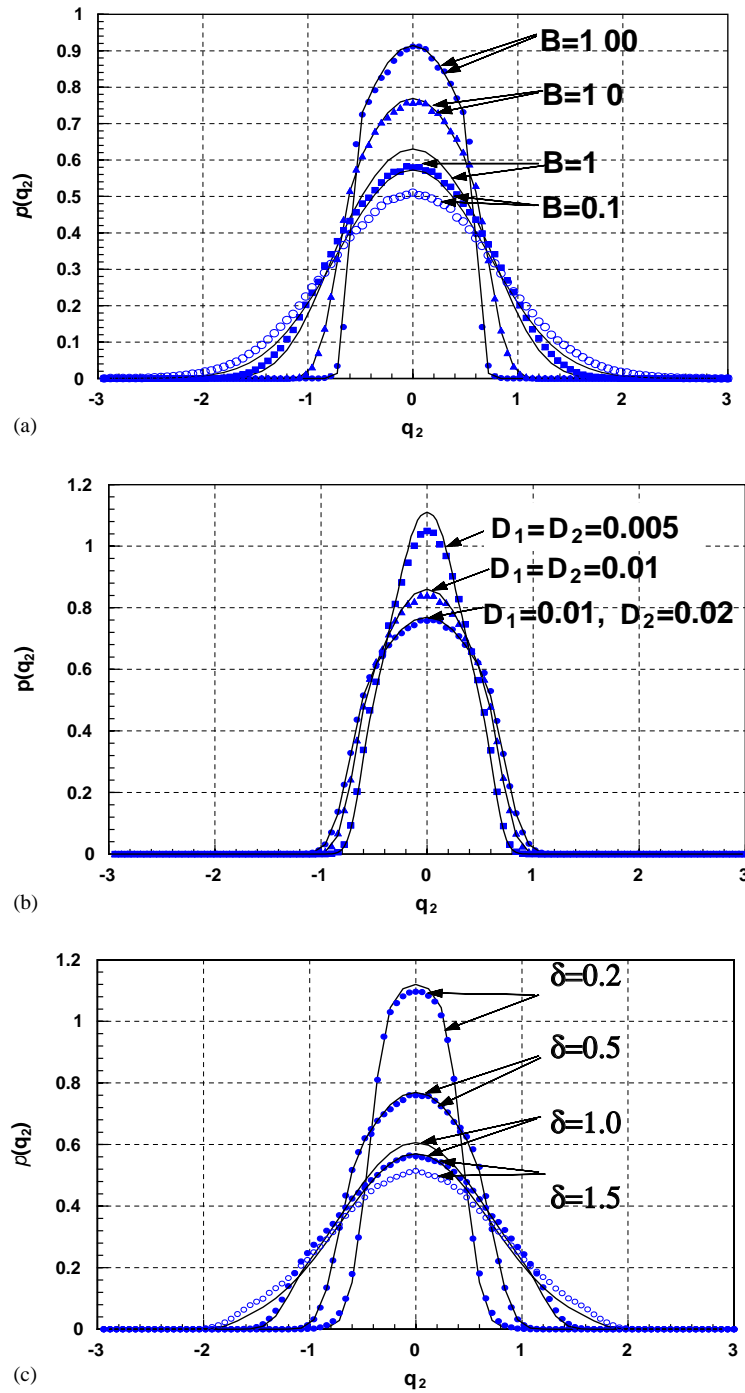 1
0.9
0.8
0.7
0.6
0.5
0.4
0.3
0.2
0.1
0
p(q₂)
B=1 00
B=1 0
B=1
B=0.1
-3 -2 -1 0 1 2 3
q₂
(a)
1.2
1
0.8
0.6
0.4
0.2
0
p(q₂)
D₁=D₂=0.005
D₁=D₂=0.01
D₁=0.01, D₂=0.02
-3 -2 -1 0 1 2 3
q₂
(b)
1.2
1
0.8
0.6
0.4
0.2
0
p(q₂)
δ=0.2
δ=0.5
δ=1.0
δ=1.5
-3 -2 -1 0 1 2 3
q₂
(c)